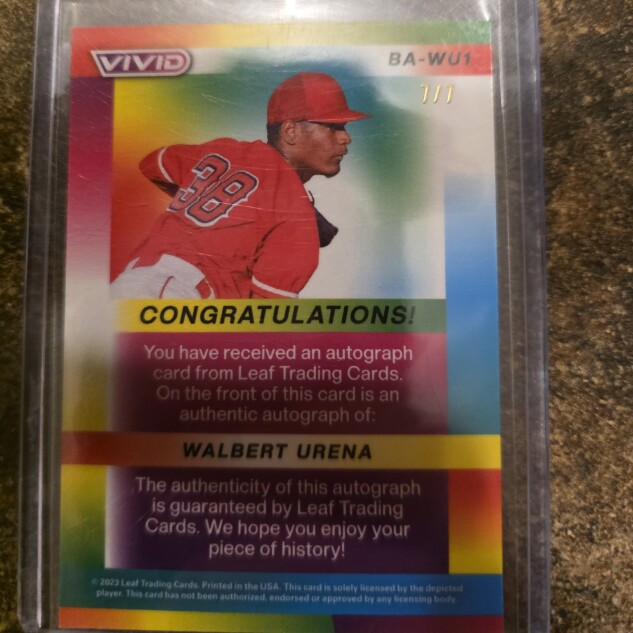 VIVID
BA-WU1
7/7
38
CONGRATULATIONS!
You have received an autograph
card from Leaf Trading Cards.
On the front of this card is an
authentic autograph of:
WALBERT URENA
The authenticity of this autograph
is guaranteed by Leaf Trading
Cards. We hope you enjoy your
piece of history!
© 2023 Leaf Trading Cards. Printed in the USA. This card is solely licensed by the depicted
player. This card has not been authorized, endorsed or approved by any licensing body.